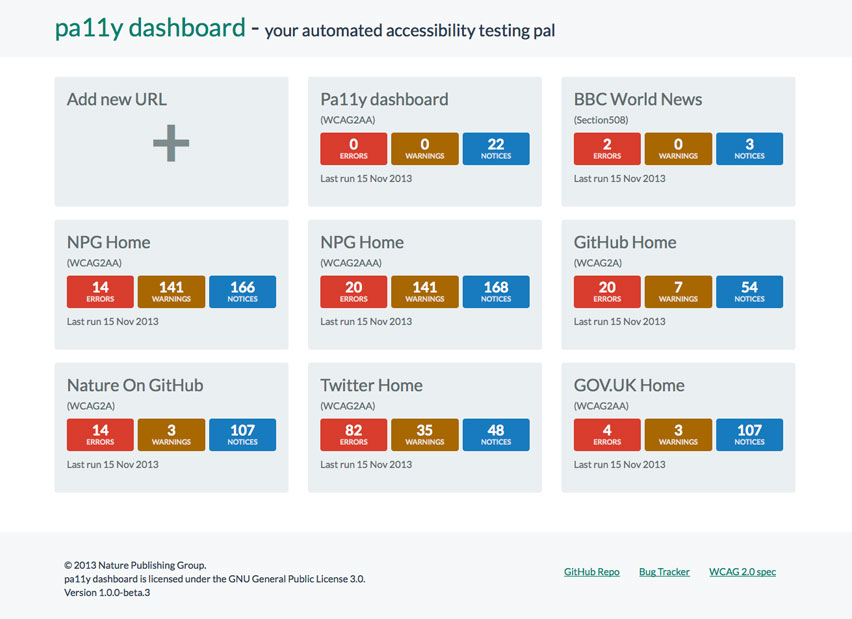 pa11y dashboard - your automated accessibility testing pal
Add new URL
Pa11y dashboard
(WCAG2AA)
0 ERRORS
0 WARNINGS
22 NOTICES
Last run 15 Nov 2013
BBC World News
(Section508)
2 ERRORS
0 WARNINGS
3 NOTICES
Last run 15 Nov 2013
NPG Home
(WCAG2AA)
14 ERRORS
141 WARNINGS
166 NOTICES
Last run 15 Nov 2013
NPG Home
(WCAG2AAA)
20 ERRORS
141 WARNINGS
168 NOTICES
Last run 15 Nov 2013
GitHub Home
(WCAG2A)
20 ERRORS
7 WARNINGS
54 NOTICES
Last run 15 Nov 2013
Nature On GitHub
(WCAG2A)
14 ERRORS
3 WARNINGS
107 NOTICES
Last run 15 Nov 2013
Twitter Home
(WCAG2AA)
82 ERRORS
35 WARNINGS
48 NOTICES
Last run 15 Nov 2013
GOV.UK Home
(WCAG2AA)
4 ERRORS
3 WARNINGS
107 NOTICES
Last run 15 Nov 2013
© 2013 Nature Publishing Group.
pa11y dashboard is licensed under the GNU General Public License 3.0.
Version 1.0.0-beta.3
GitHub Repo
Bug Tracker
WCAG 2.0 spec